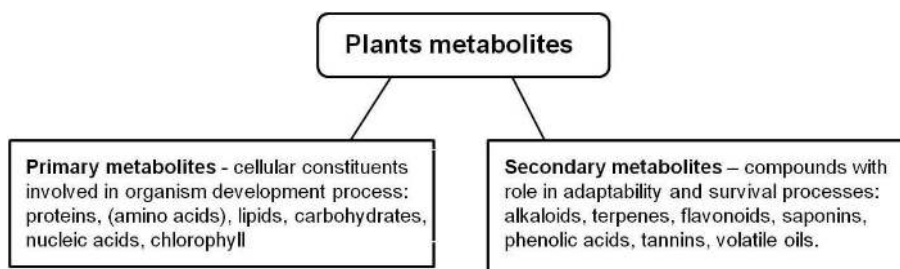 Plants metabolites
Primary metabolites - cellular constituents
involved in organism development process:
proteins, (amino acids), lipids, carbohydrates,
nucleic acids, chlorophyll
Secondary metabolites – compounds with
role in adaptability and survival processes:
alkaloids, terpenes, flavonoids, saponins,
phenolic acids, tannins, volatile oils.